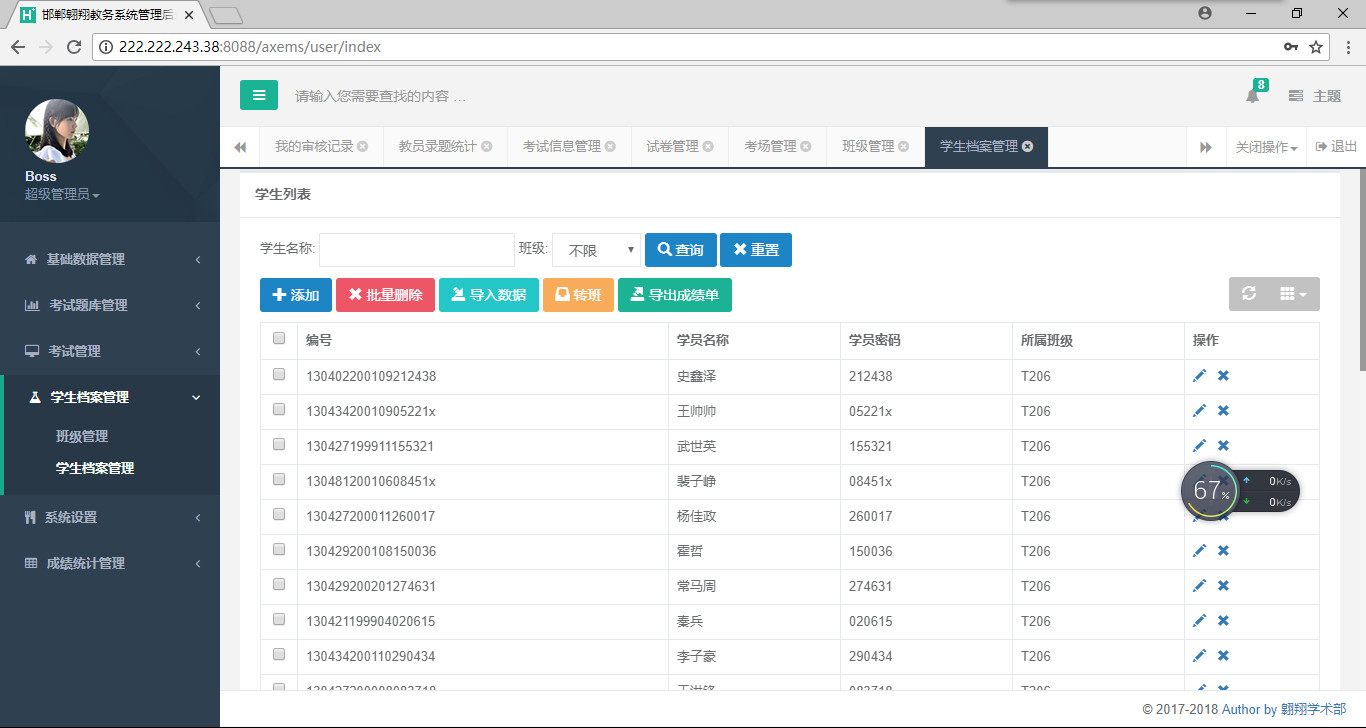 邯郸翱翔教务系统管理后
222.222.243.38:8088/axems/user/index
Boss
超级管理员
基础数据管理
考试题库管理
考试管理
学生档案管理
班级管理
学生档案管理
系统设置
成绩统计管理
请输入您需要查找的内容 …
8
主题
我的审核记录
教员录题统计
考试信息管理
试卷管理
考场管理
班级管理
学生档案管理
关闭操作
退出
学生列表
学生名称:
班级: 不限 查询 重置
添加 批量删除 导入数据 转班 导出成绩单
编号 学员名称 学员密码 所属班级 操作
130402200109212438 史鑫泽 212438 T206
13043420010905221x 王帅帅 05221x T206
130427199911155321 武世英 155321 T206
13048120010608451x 裴子峥 08451x T206
130427200011260017 杨佳政 260017 T206
130429200108150036 霍哲 150036 T206
130429200201274631 常马周 274631 T206
130421199904020615 秦兵 020615 T206
130434200110290434 李子豪 290434 T206
67%
0K/s
0K/s
© 2017-2018 Author by 翱翔学术部